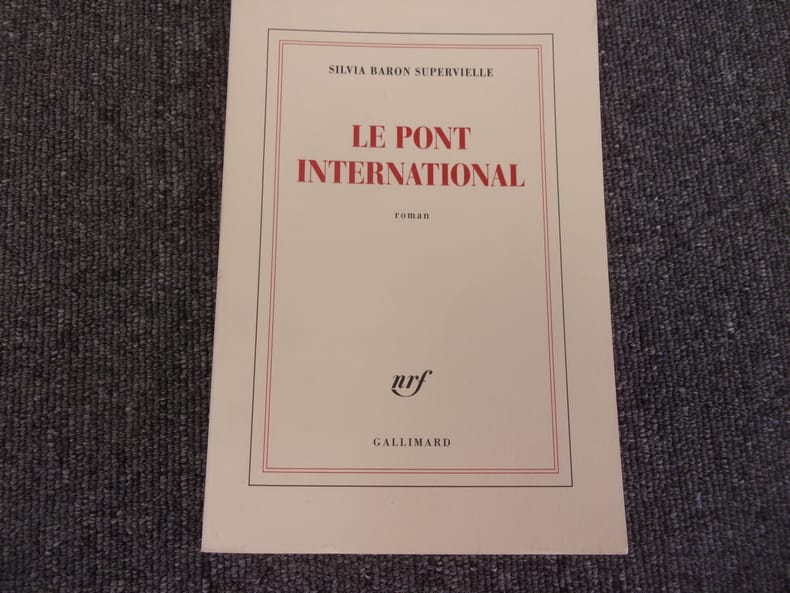 SILVIA BARON SUPERVIELLE
LE PONT
INTERNATIONAL
roman
nrf
GALLIMARD